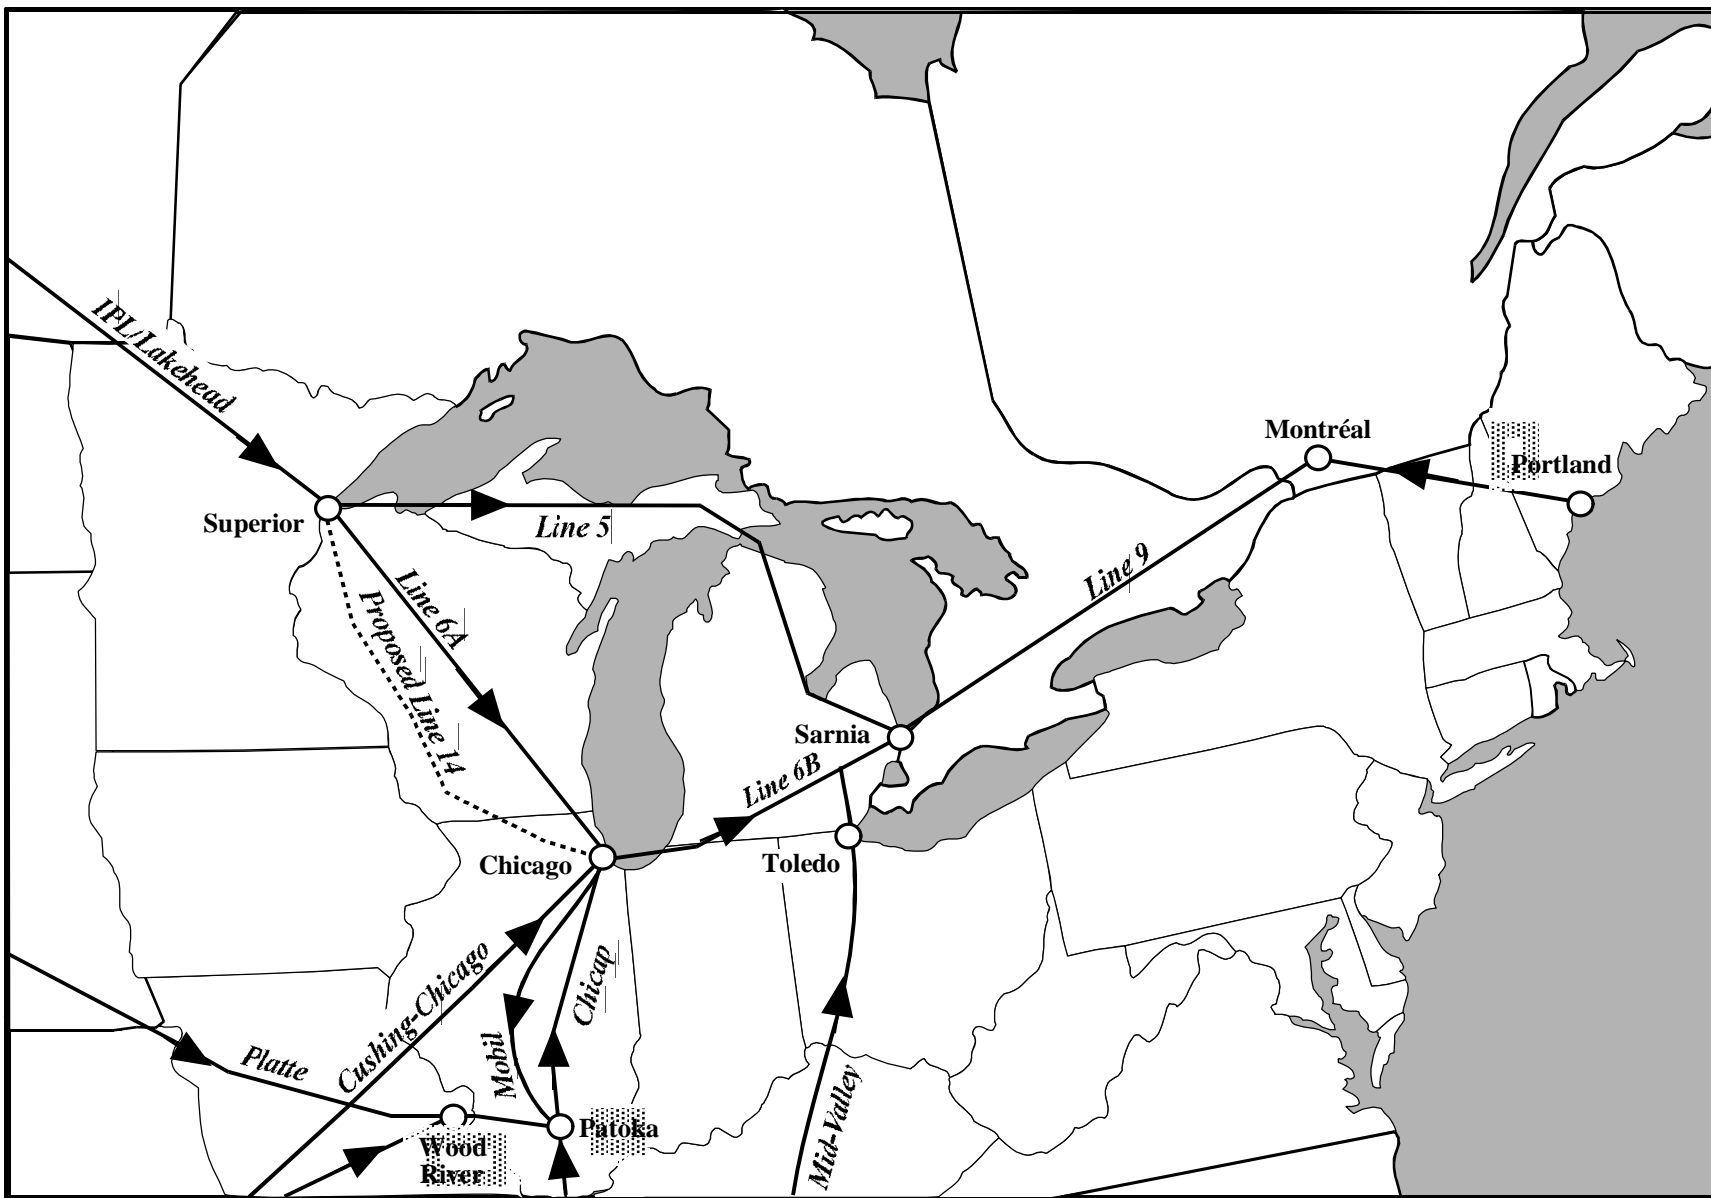 IPL/Lakehead
Montréal
Portland
Superior
Line 5
Line 9
Line 6A
Proposed Line 14
Sarnia
Line 6B
Chicago
Toledo
Cushing-Chicago
Chicap
Mobil
Platte
Mid-Valley
Patoka
Wood
River